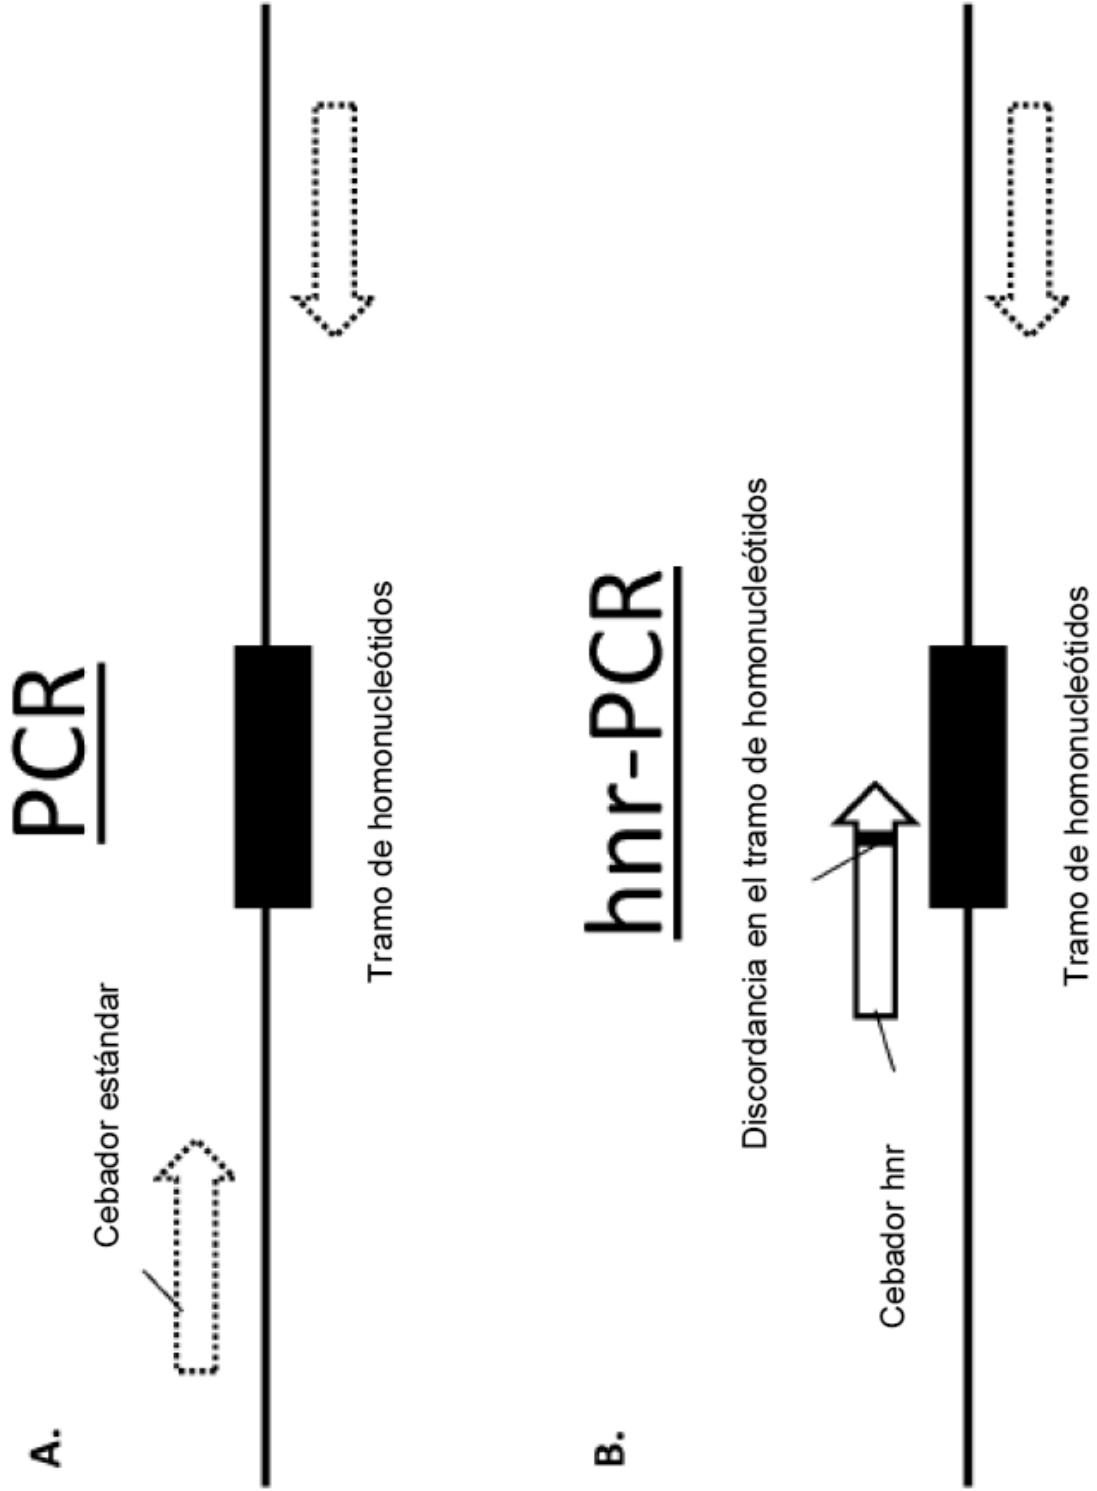 A.
PCR
Cebador estándar
Tramo de homonucleótidos
B.
hnr-PCR
Discordancia en el tramo de homonucleótidos
Cebador hnr
Tramo de homonucleótidos